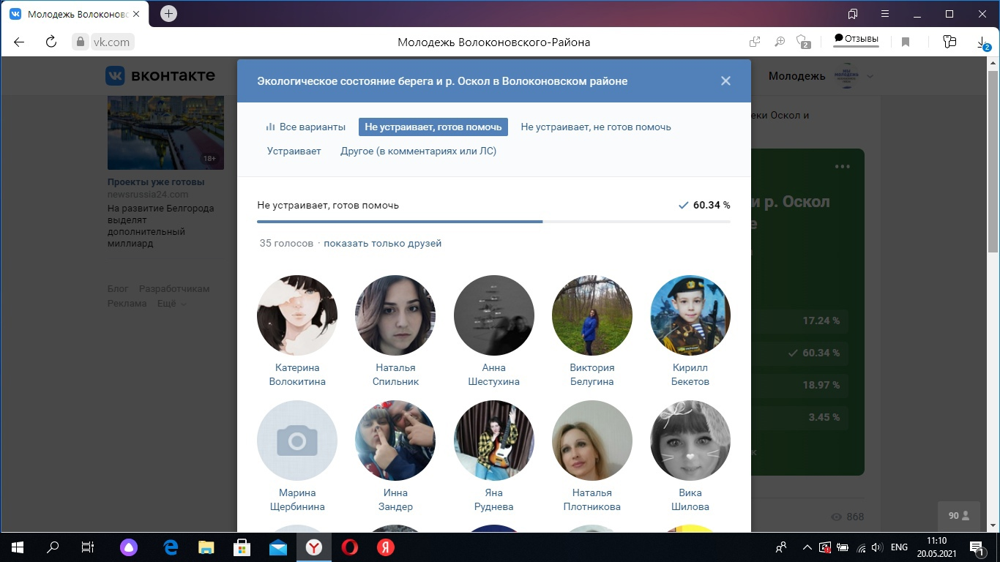 Молодежь Волоконовс
vk.com
Молодежь Волоконовского-Района
2
Отзывы
2
вконтакте
Экологическое состояние берега и р. Оскол в Волоконовском районе
Молодежь
18+
Проекты уже готовы
newsrussia24.com
На развитие Белгорода
выделят
дополнительный
миллиард
Блог Разработчикам
Реклама Ещё
Все варианты Не устраивает, готов помочь Не устраивает, не готов помочь
Устраивает Другое (в комментариях или ЛС)
Не устраивает, готов помочь 60.34 %
35 голосов · показать только друзей
Катерина
Волокитина
Наталья
Спильник
Анна
Шестухина
Виктория
Белугина
Кирилл
Бекетов
Марина
Щербинина
Инна
Зандер
Яна
Руднева
Наталья
Плотникова
Вика
Шилова
еки Оскол и
и р. Оскол
е
17.24 %
60.34 %
18.97 %
3.45 %
868
90
ENG
11:10
20.05.2021
1